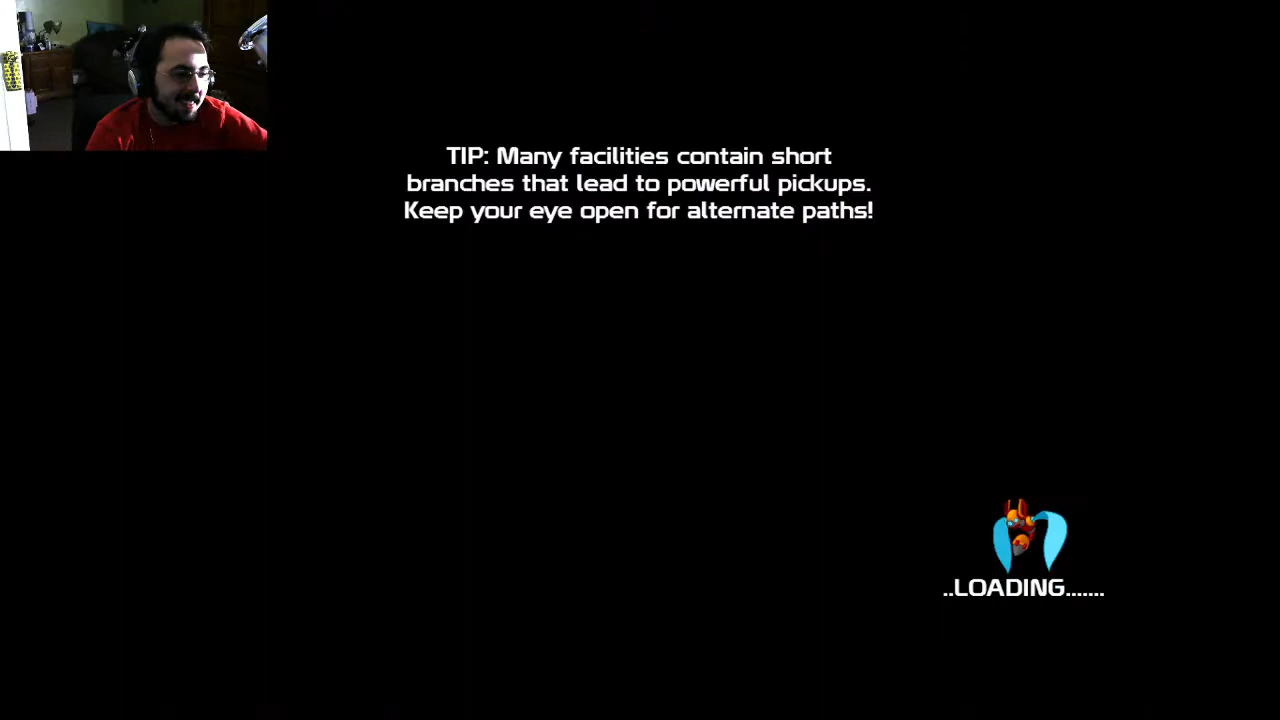 TIP: Many facilities contain short
branches that lead to powerful pickups.
Keep your eye open for alternate paths!
..LOADING.......